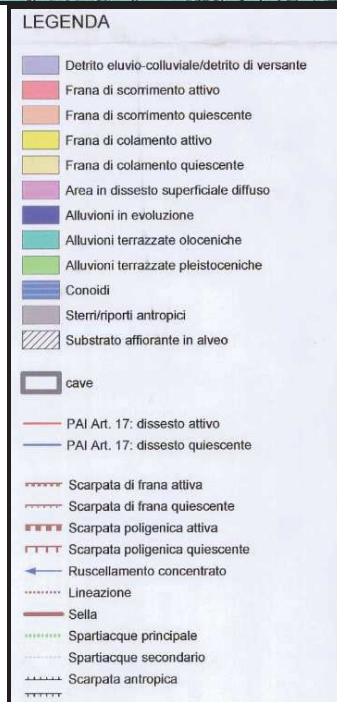 LEGENDA
Detrito eluvio-colluviale/detrito di versante
Frana di scorrimento attivo
Frana di scorrimento quiescente
Frana di colamento attivo
Frana di colamento quiescente
Area in dissesto superficiale diffuso
Alluvioni in evoluzione
Alluvioni terrazzate oloceniche
Alluvioni terrazzate pleistoceniche
Conoidi
Sterri/riporti antropici
Substrato affiorante in alveo
cave
PAI Art. 17: dissesto attivo
PAI Art. 17: dissesto quiescente
Scarpata di frana attiva
Scarpata di frana quiescente
Scarpata poligenica attiva
Scarpata poligenica quiescente
Ruscellamento concentrato
Lineazione
Sella
Spartiacque principale
Spartiacque secondario
Scarpata antropica